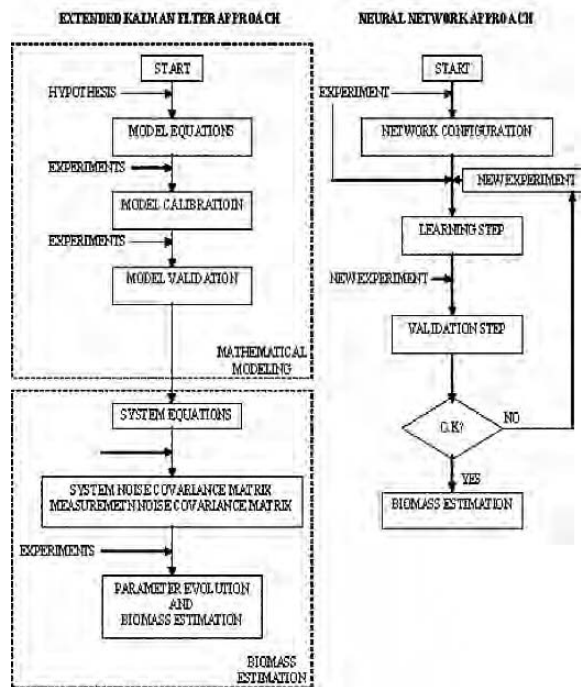 EXTENDED KALMAN FILTER APPROACH
START
HYPOTHESIS
MODEL EQUATIONS
EXPERIMENTS
MODEL CALIBRATIOIN
EXPERIMENTS
MODEL VALIDATION
MATHEMATICAL
MODELING
SYSTEM EQUATIONS
SYSTEM NOISE COVARIANCE MATRIX
MEASUREMETN NOISE COVARIANCE MATRIX
EXPERIMENTS
PARAMETER EVOLUTION
AND
BIOMASS ESTIMATION
BIOMASS
ESTIMATION
NEURAL NETWORK APPROACH
START
EXPERIMENT
NETWORK CONFIGURATION
NEW EXPERIMENT
LEARNING STEP
NEW EXPERIMENT
VALIDATION STEP
O.K?
NO
YES
BIOMASS ESTIMATION